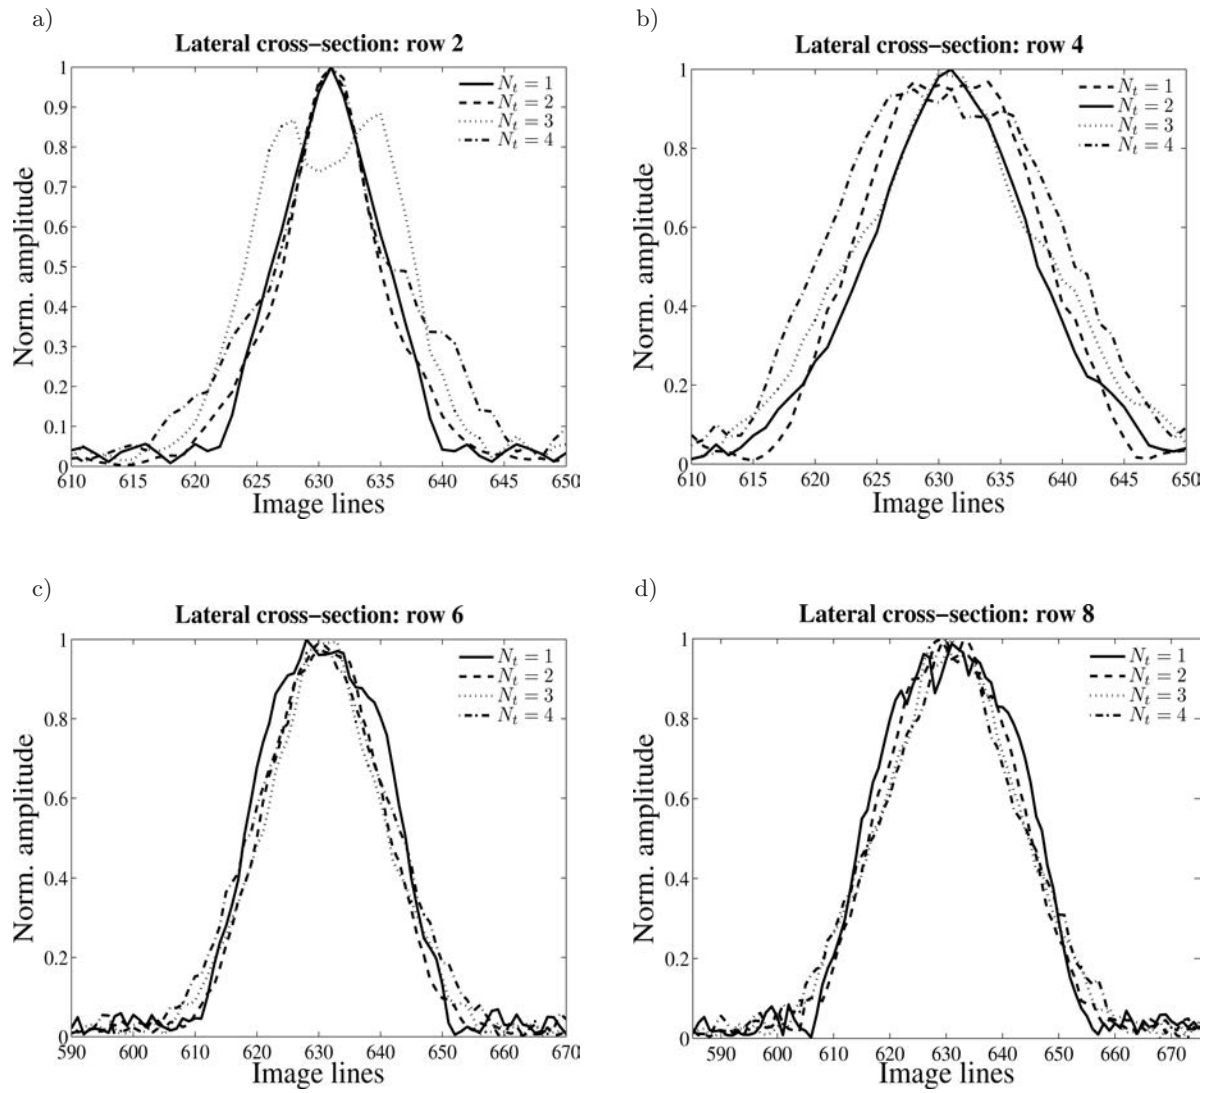 a)
Lateral cross–section: row 2
1
0.9
0.8
0.7
0.6
0.5
0.4
0.3
0.2
0.1
0
Norm. amplitude
N_t = 1
N_t = 2
N_t = 3
N_t = 4
610 615 620 625 630 635 640 645 650
Image lines
b)
Lateral cross–section: row 4
1
0.8
0.6
0.4
0.2
0
Norm. amplitude
N_t = 1
N_t = 2
N_t = 3
N_t = 4
610 615 620 625 630 635 640 645 650
Image lines
c)
Lateral cross–section: row 6
1
0.8
0.6
0.4
0.2
0
Norm. amplitude
N_t = 1
N_t = 2
N_t = 3
N_t = 4
590 600 610 620 630 640 650 660 670
Image lines
d)
Lateral cross–section: row 8
1
0.8
0.6
0.4
0.2
0
Norm. amplitude
N_t = 1
N_t = 2
N_t = 3
N_t = 4
590 600 610 620 630 640 650 660 670
Image lines